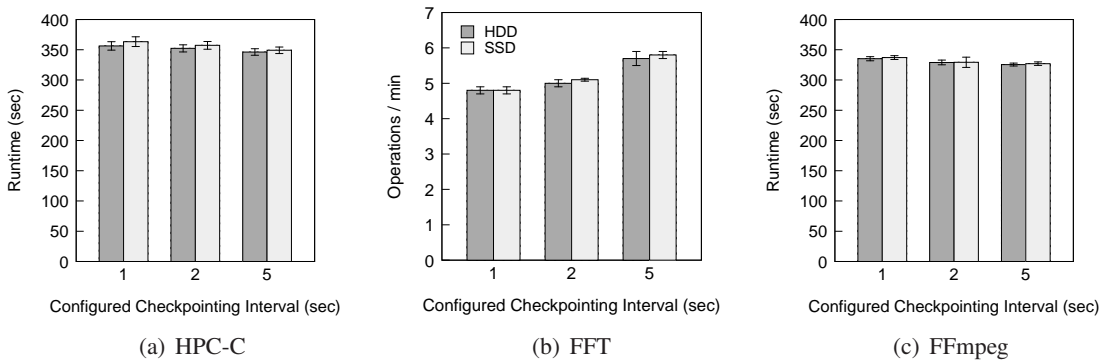 400
350
300
250
200
150
100
50
0
Runtime (sec)
1 2 5
Configured Checkpointing Interval (sec)
(a) HPC-C
7
6
5
4
3
2
1
0
Operations / min
HDD
SSD
1 2 5
Configured Checkpointing Interval (sec)
(b) FFT
400
350
300
250
200
150
100
50
0
Runtime (sec)
1 2 5
Configured Checkpointing Interval (sec)
(c) FFmpeg